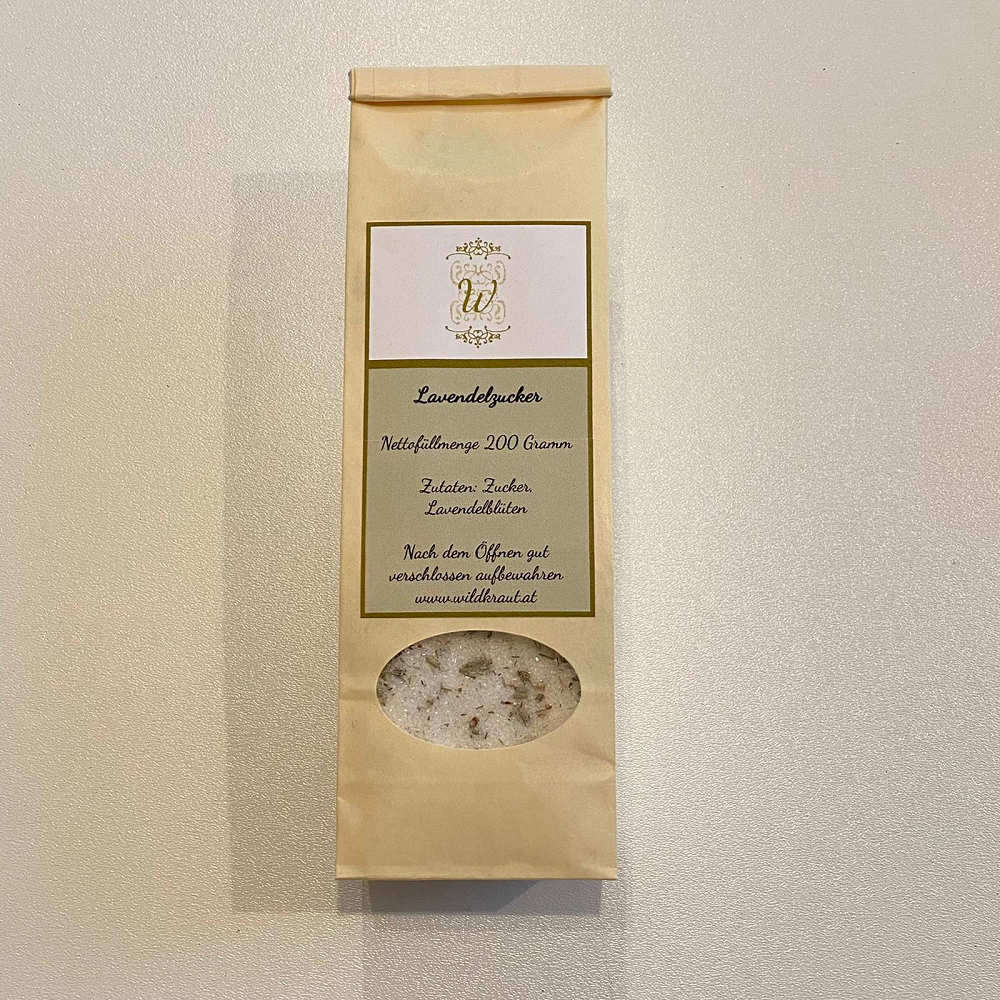 W
Lavendelzucker
Nettofüllmenge 200 Gramm
Zutaten: Zucker,
Lavendelblüten
Nach dem Öffnen gut
verschlossen aufbewahren
www.wildkraut.at